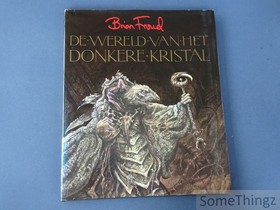 Brian Froud
DE·WERELD·VAN·HET
DONKERE·KRISTAL
© SomeThingz